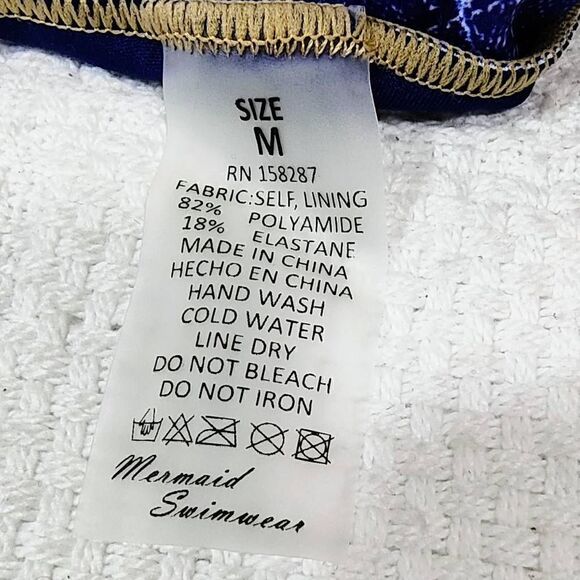 SIZE
M
RN 158287
FABRIC:SELF, LINING
82% POLYAMIDE
18% ELASTANE
MADE IN CHINA
HECHO EN CHINA
HAND WASH
COLD WATER
LINE DRY
DO NOT BLEACH
DO NOT IRON
Mermaid
Swimwear